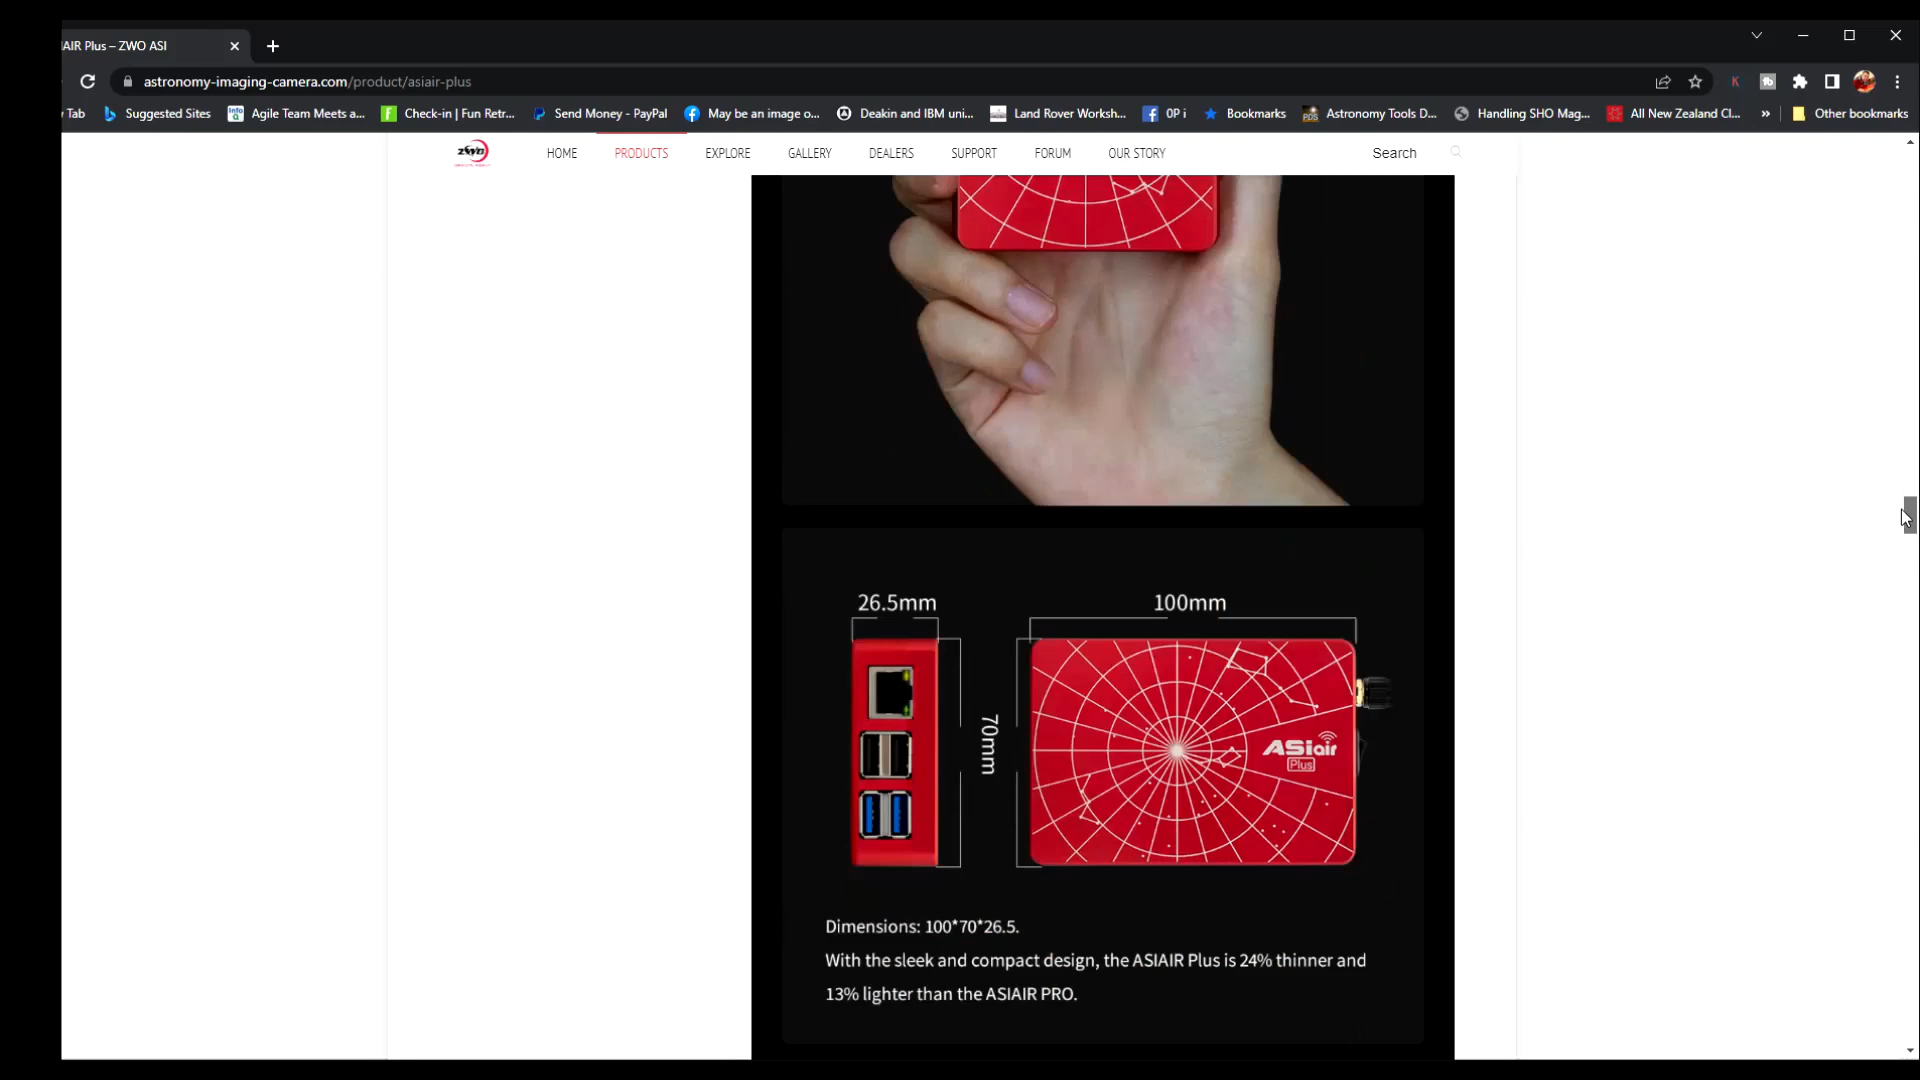 AIR Plus – ZWO ASI
astronomy-imaging-camera.com/product/asiair-plus
Tab Suggested Sites Agile Team Meets a... Check-in | Fun Retr... Send Money - PayPal May be an image o... Deakin and IBM uni... Land Rover Worksh... 0P i Bookmarks Astronomy Tools D... Handling SHO Mag... All New Zealand Cl... » Other bookmarks
ZWO HOME PRODUCTS EXPLORE GALLERY DEALERS SUPPORT FORUM OUR STORY Search
26.5mm 100mm
70mm
ASiair
Plus
Dimensions: 100*70*26.5.
With the sleek and compact design, the ASIAIR Plus is 24% thinner and
13% lighter than the ASIAIR PRO.